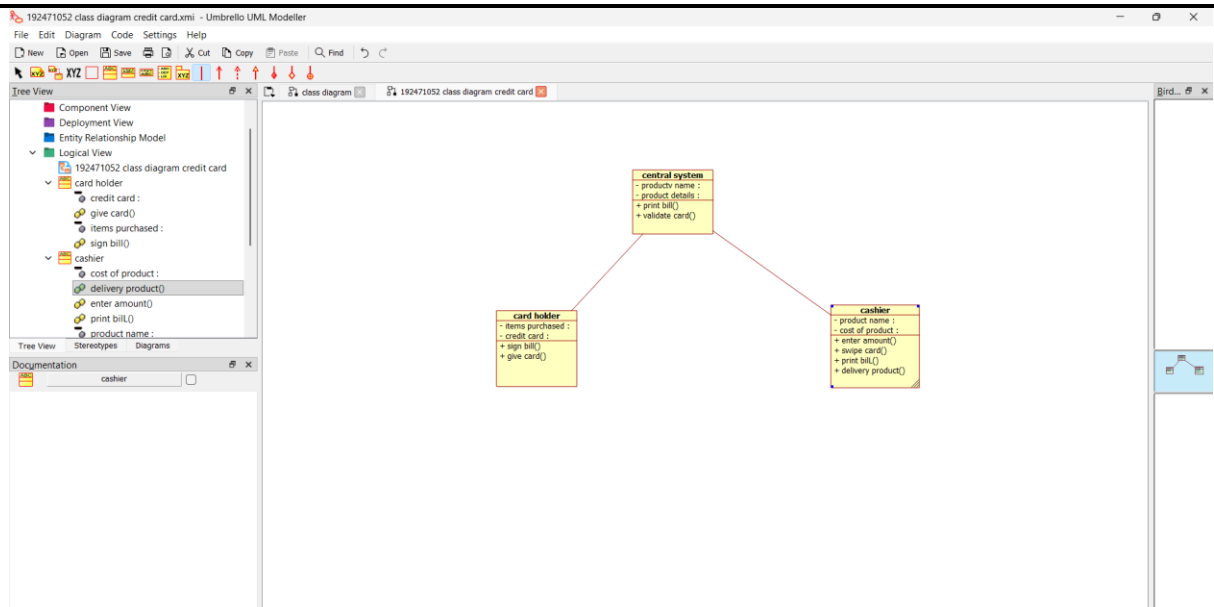 192471052 class diagram credit card.xmi - Umbrello UML Modeller
File Edit Diagram Code Settings Help
New Open Save Cut Copy Paste Find
XYZ XYZ
Tree View
class diagram 192471052 class diagram credit card
Bird...
Component View
Deployment View
Entity Relationship Model
Logical View
192471052 class diagram credit card
card holder
credit card :
give card()
items purchased :
sign bill()
cashier
cost of product :
delivery product()
enter amount()
print bilL()
product name :
Tree View Stereotypes Diagrams
Documentation
ABC
cashier
central system
- productv name :
- product details :
+ print bill()
+ validate card()
card holder
- items purchased :
- credit card :
+ sign bill()
+ give card()
cashier
- product name :
- cost of product :
+ enter amount()
+ swipe card()
+ print bilL()
+ delivery product()